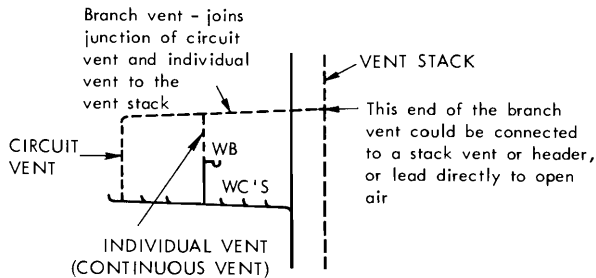 Branch vent - joins
junction of circuit
vent and individual
vent to the
vent stack
VENT STACK
This end of the branch
vent could be connected
to a stack vent or header,
or lead directly to open
air
CIRCUIT
VENT
WB
WC'S
INDIVIDUAL VENT
(CONTINUOUS VENT)